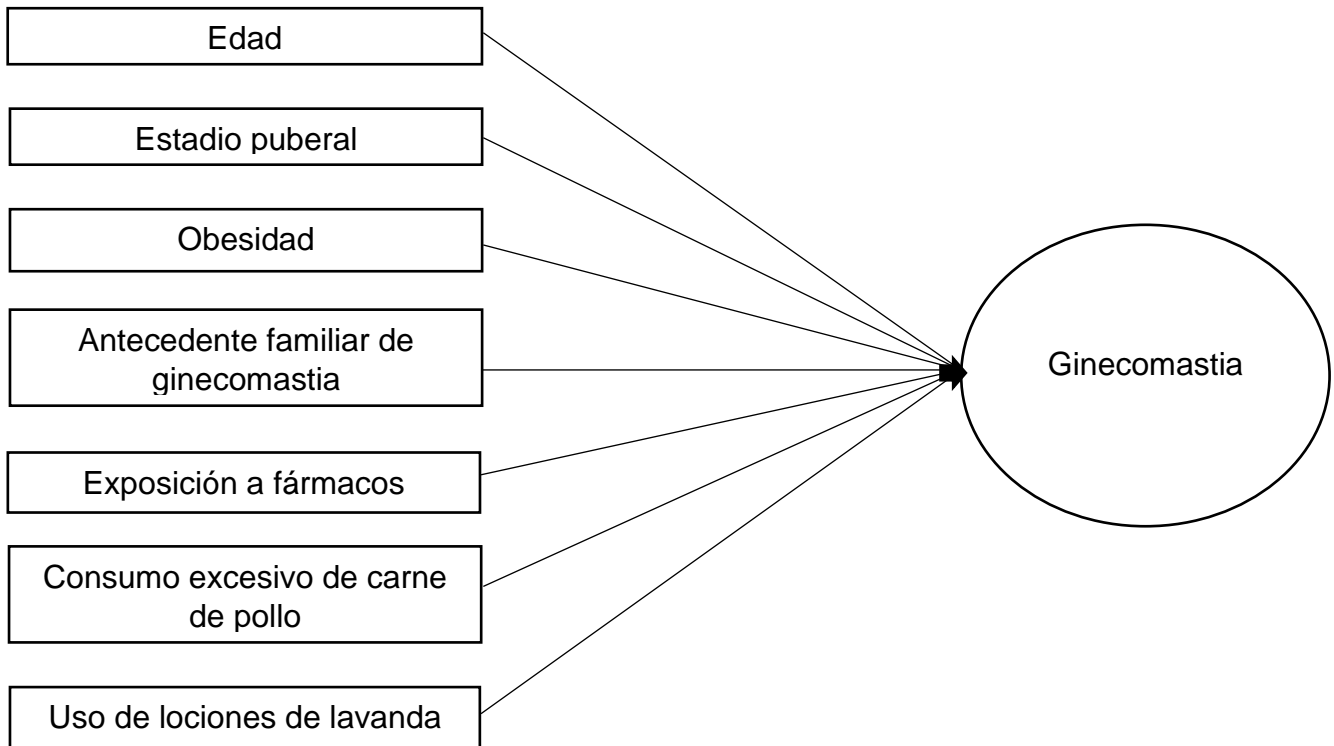 Edad
Estadio puberal
Obesidad
Antecedente familiar de
ginecomastia
Ginecomastia
Exposición a fármacos
Consumo excesivo de carne
de pollo
Uso de lociones de lavanda